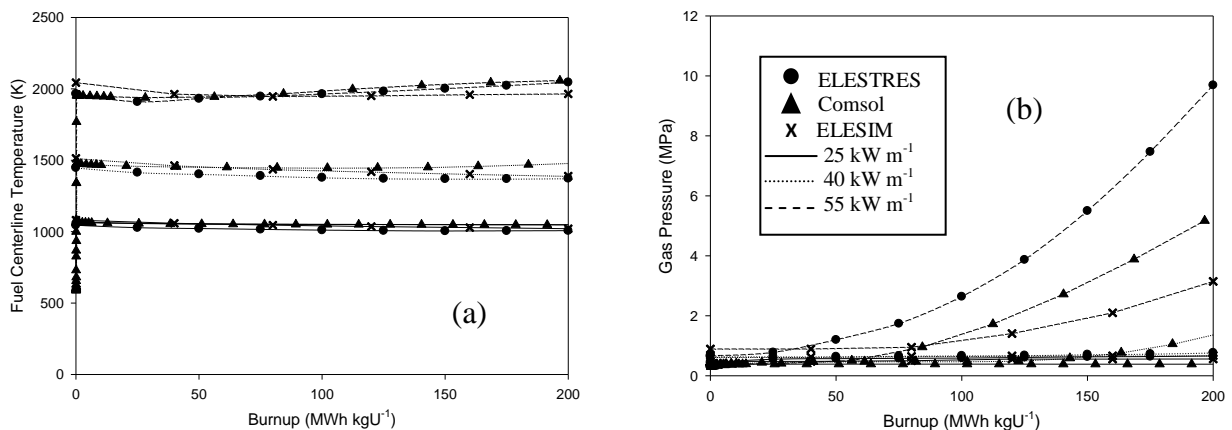 2500
2000
1500
1000
500
0
Fuel Centerline Temperature (K)
0
50
100
150
200
Burnup (MWh kgU-1)
(a)
12
10
8
6
4
2
0
Gas Pressure (MPa)
0
50
100
150
200
Burnup (MWh kgU-1)
ELESTRES
Comsol
ELESIM
25 kW m-1
40 kW m-1
55 kW m-1
(b)